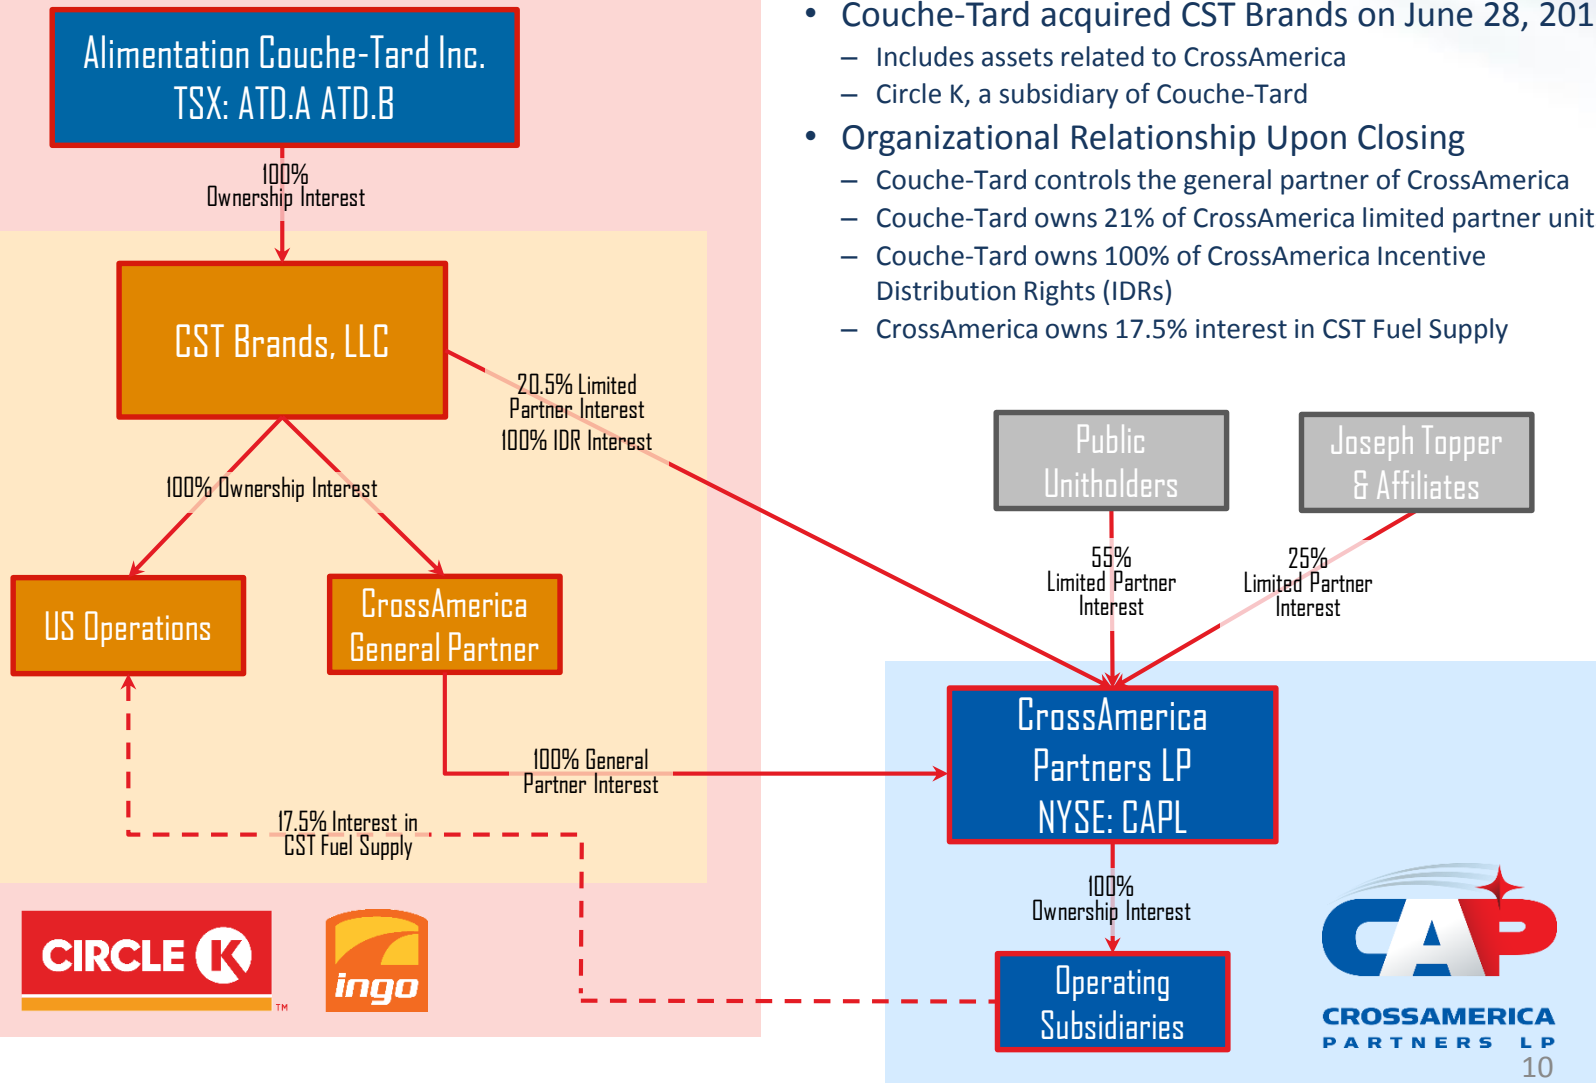 Alimentation Couche-Tard Inc.
TSX: ATD.A ATD.B
100%
Ownership Interest
CST Brands, LLC
20.5% Limited
Partner Interest
100% IDR Interest
100% Ownership Interest
US Operations
CrossAmerica
General Partner
100% General
Partner Interest
17.5% Interest in
CST Fuel Supply
CIRCLE K
TM
ingo
• Couche-Tard acquired CST Brands on June 28, 201
– Includes assets related to CrossAmerica
– Circle K, a subsidiary of Couche-Tard
• Organizational Relationship Upon Closing
– Couche-Tard controls the general partner of CrossAmerica
– Couche-Tard owns 21% of CrossAmerica limited partner unit
– Couche-Tard owns 100% of CrossAmerica Incentive
Distribution Rights (IDRs)
– CrossAmerica owns 17.5% interest in CST Fuel Supply
Public
Unitholders
Joseph Topper
& Affiliates
55%
Limited Partner
Interest
25%
Limited Partner
Interest
CrossAmerica
Partners LP
NYSE: CAPL
100%
Ownership Interest
Operating
Subsidiaries
CAP
CROSSAMERICA
PARTNERS LP
10